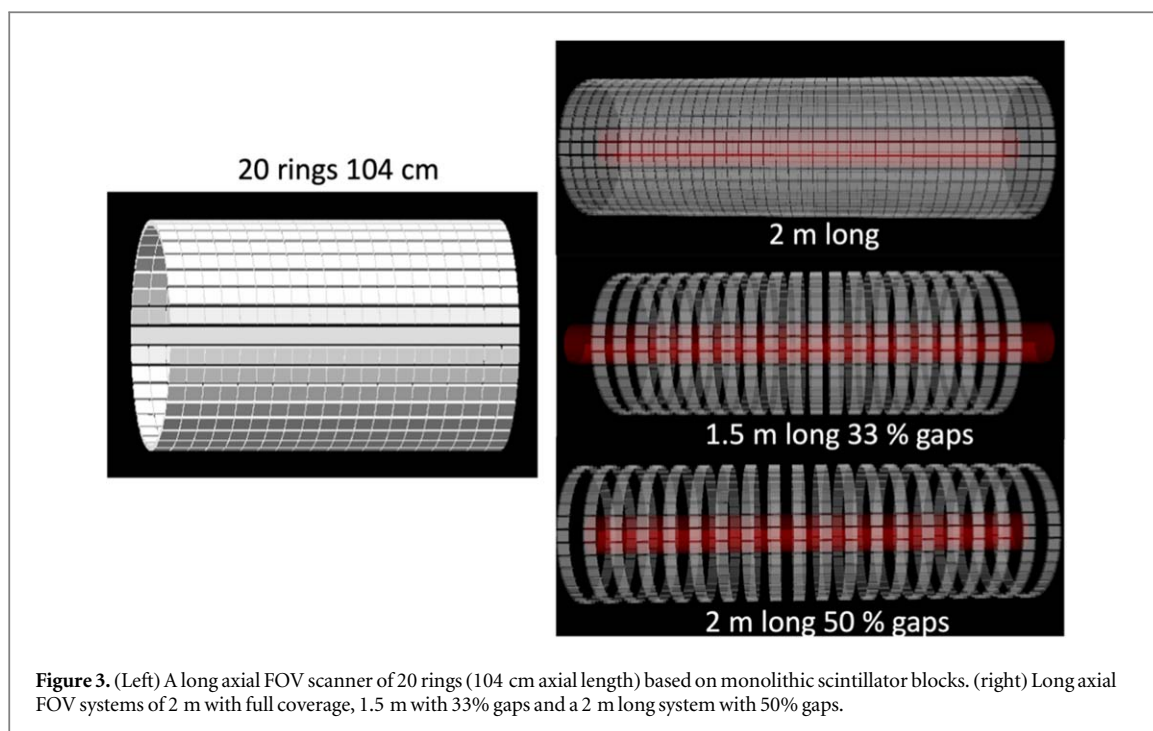 20 rings 104 cm
2 m long
1.5 m long 33 % gaps
2 m long 50 % gaps
Figure 3. (Left) A long axial FOV scanner of 20 rings (104 cm axial length) based on monolithic scintillator blocks. (right) Long axial
FOV systems of 2 m with full coverage, 1.5 m with 33% gaps and a 2 m long system with 50% gaps.